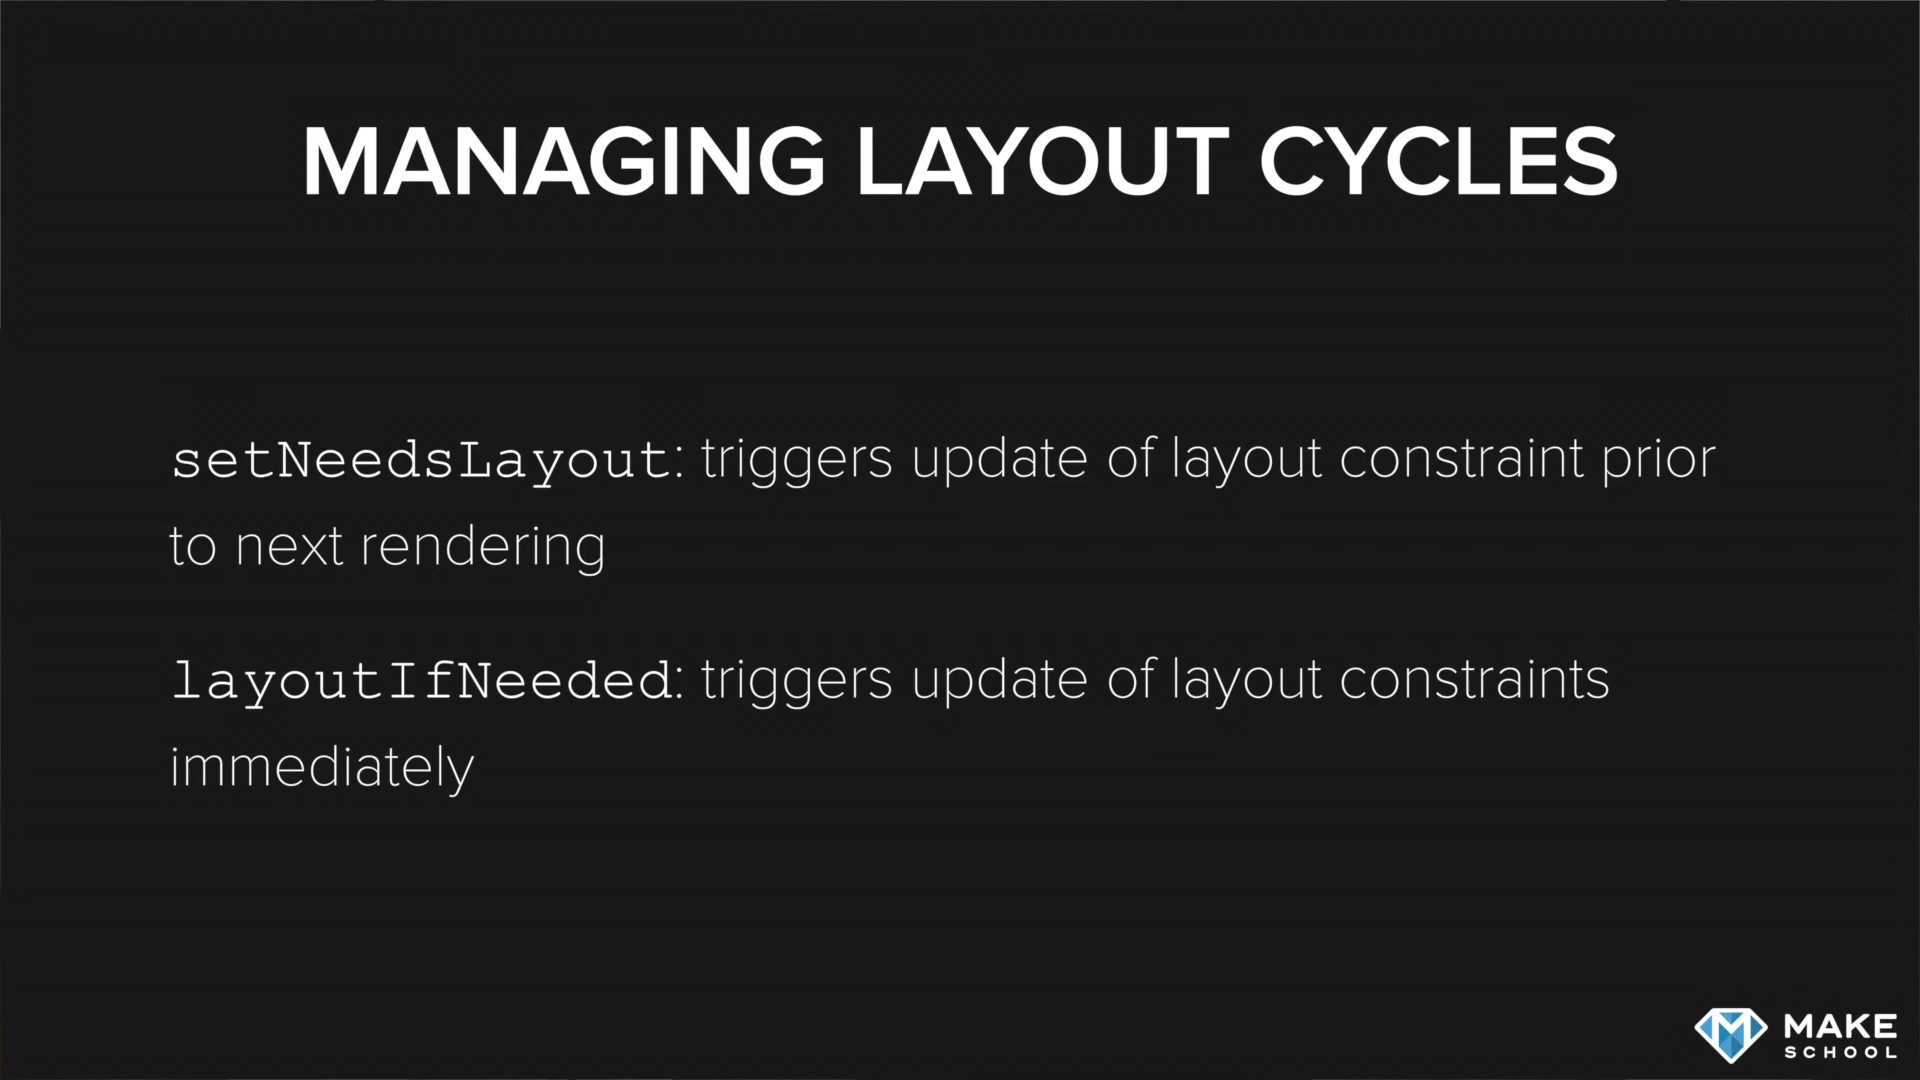 MANAGING LAYOUT CYCLES
setNeedsLayout: triggers update of layout constraint prior
to next rendering
layoutIfNeeded: triggers update of layout constraints
immediately
MAKE
SCHOOL